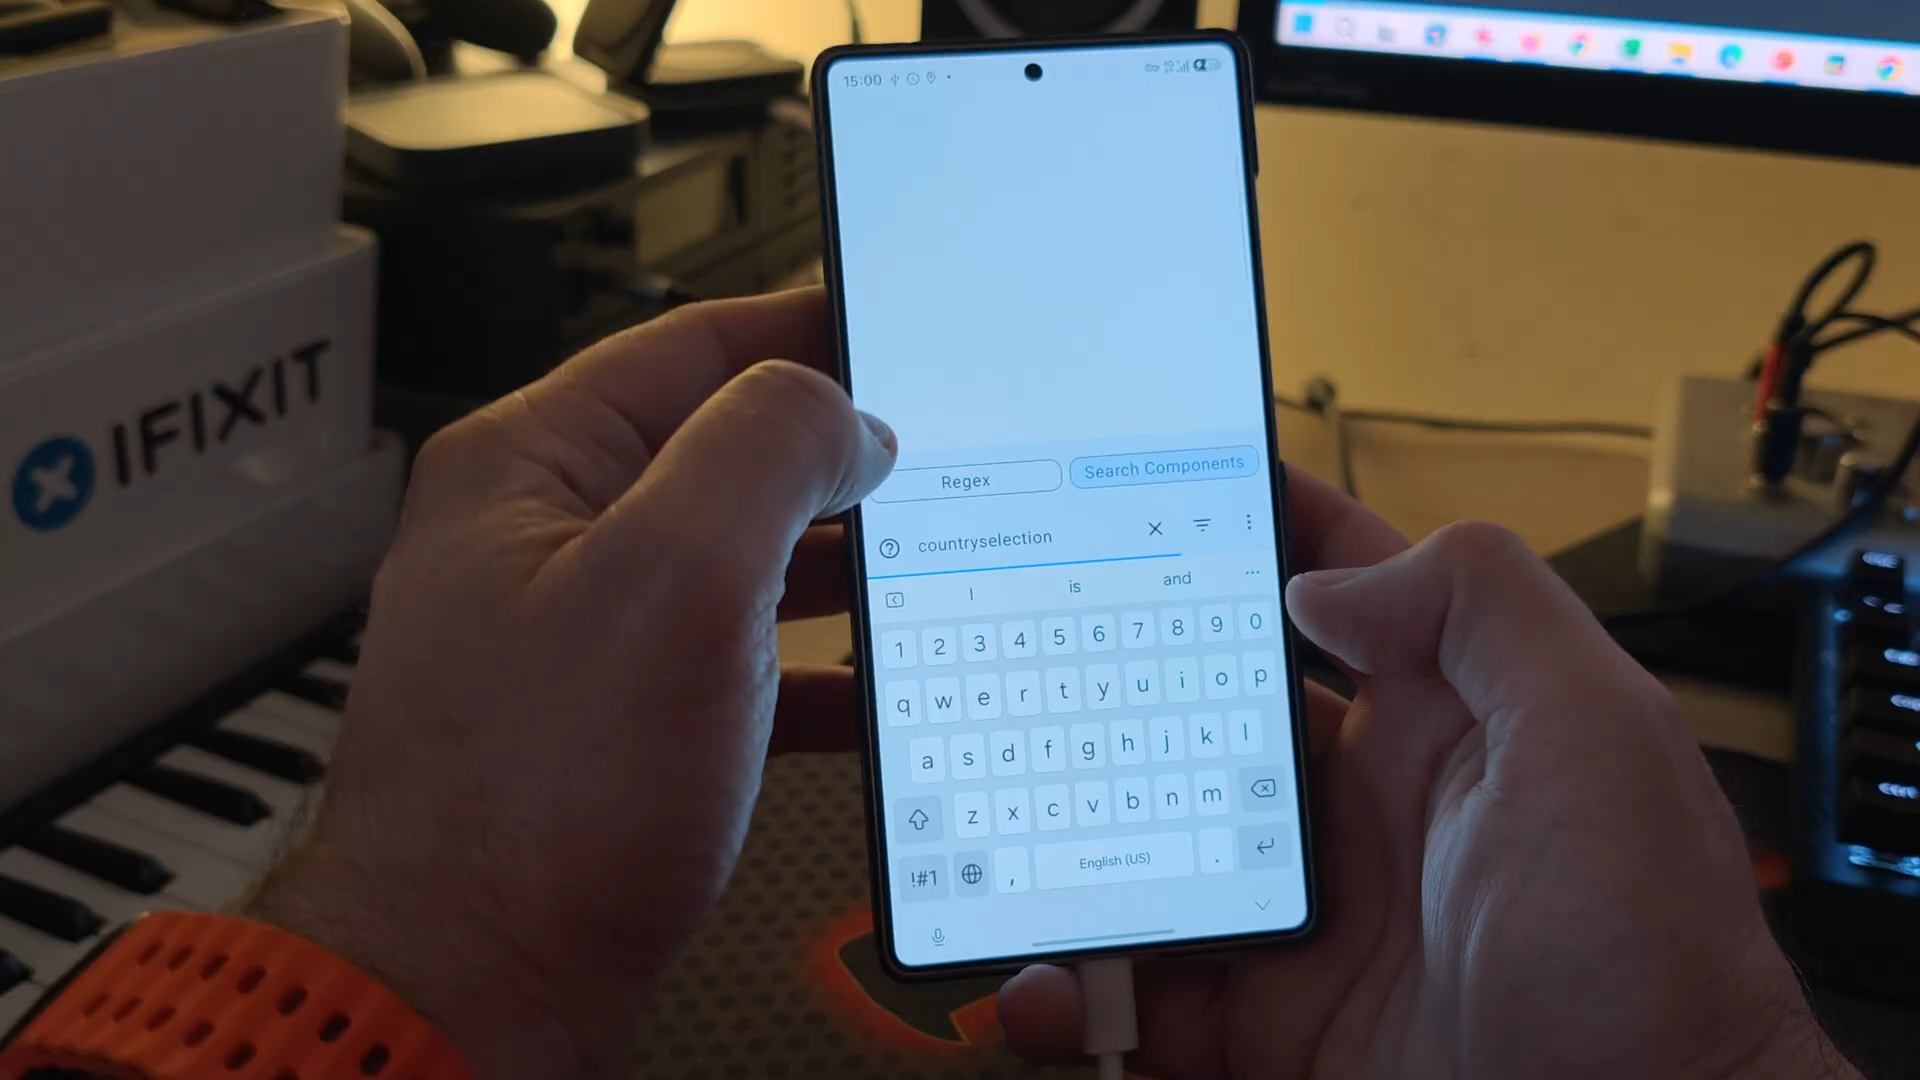 IFIXIT
15:00
Regex
Search Components
countryselection
I is and
1 2 3 4 5 6 7 8 9 0
q w e r t y u i o p
a s d f g h j k l
z x c v b n m
!#1 , English (US) .